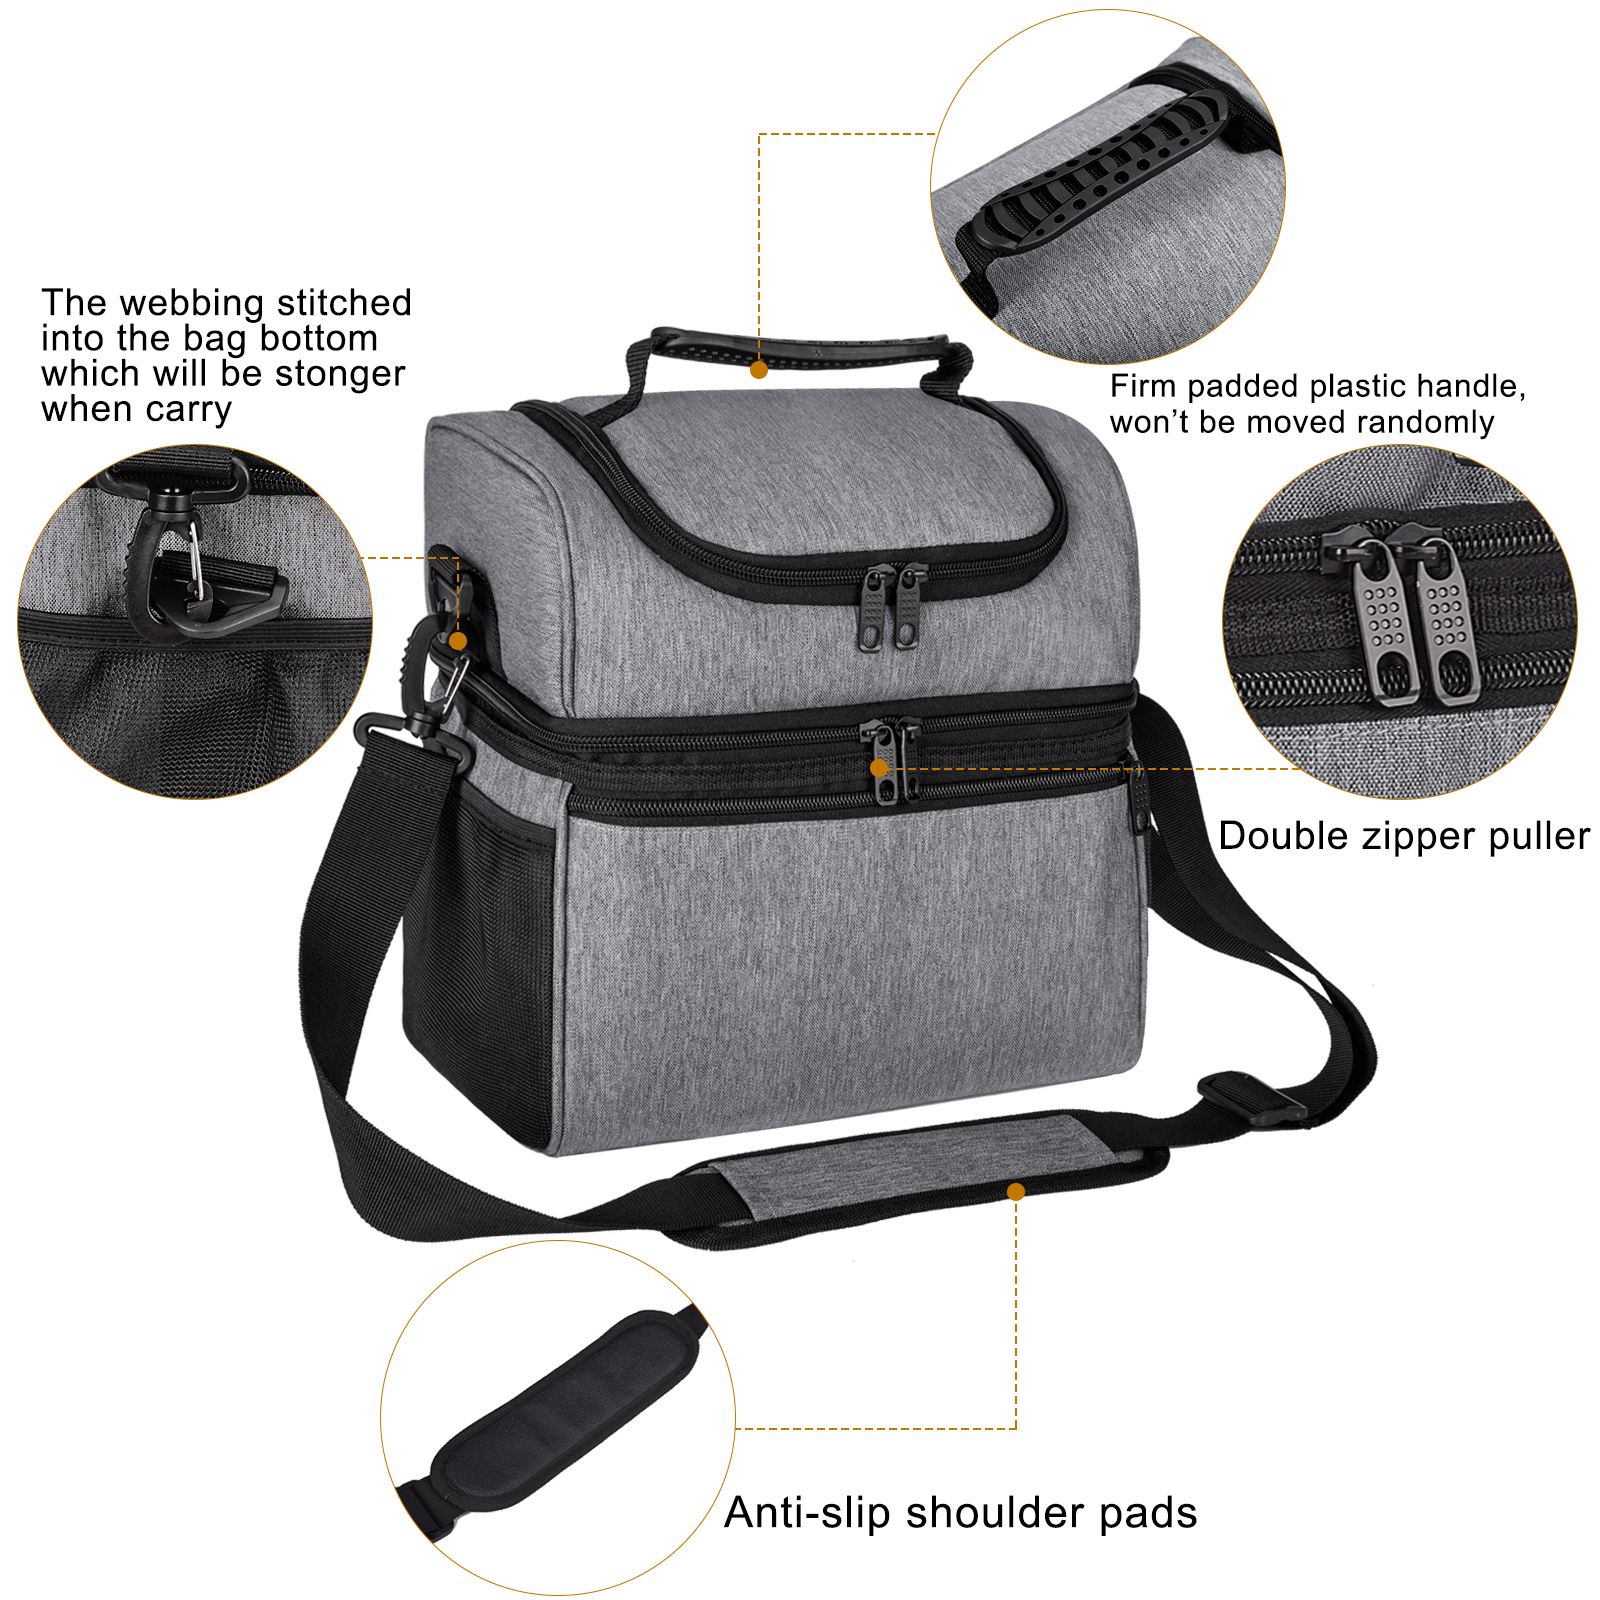 The webbing stitched
into the bag bottom
which will be stonger
when carry
Firm padded plastic handle,
won’t be moved randomly
Double zipper puller
Anti-slip shoulder pads